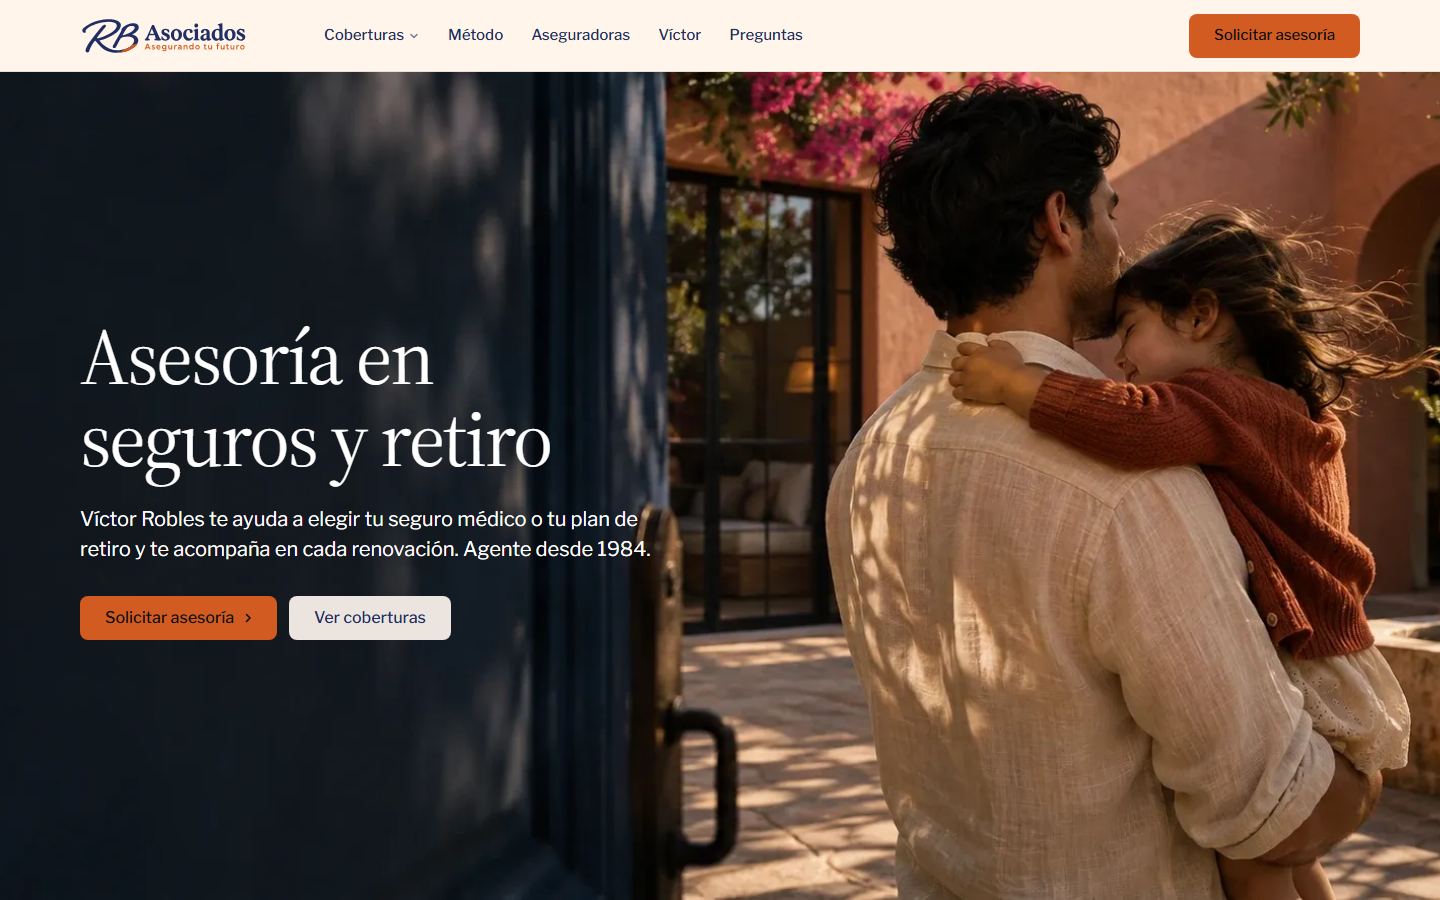 RB Asociados
Asegurando tu futuro
Coberturas
Método
Aseguradoras
Víctor
Preguntas
Solicitar asesoría
Asesoría en
seguros y retiro
Víctor Robles te ayuda a elegir tu seguro médico o tu plan de
retiro y te acompaña en cada renovación. Agente desde 1984.
Solicitar asesoría
Ver coberturas